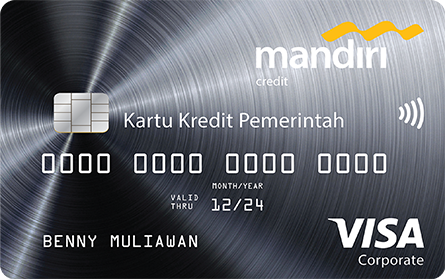 mandiri
credit
Kartu Kredit Pemerintah
0000 0000 0000 0000
MONTH/YEAR
VALID THRU 12/24
BENNY MULIAWAN
VISA
Corporate